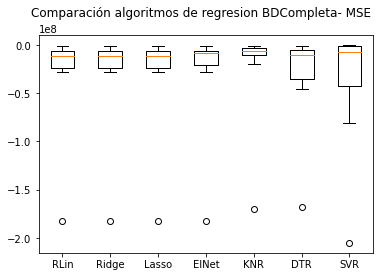 Comparación algoritmos de regresion BDCompleta- MSE
1e8
0.0
−0.5
−1.0
−1.5
−2.0
RLin Ridge Lasso ElNet KNR DTR SVR